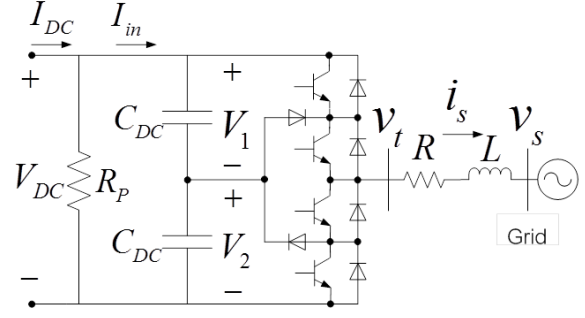 I_DC I_in
+ +
C_DC V_1 i_s
v_t R L v_s
−
V_DC R_P
+
C_DC V_2 Grid
− −